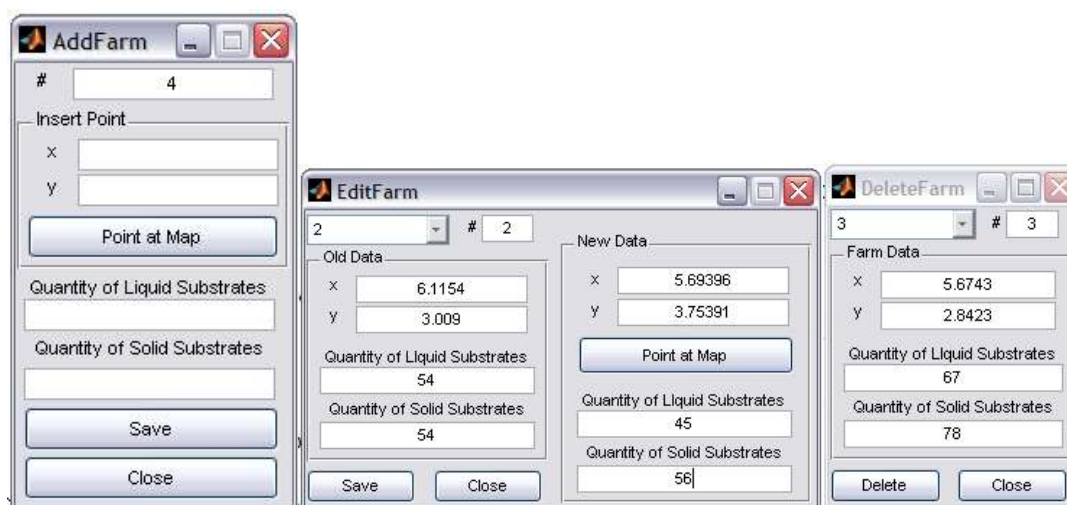 AddFarm
# 4
Insert Point
x
y
Point at Map
Quantity of Liquid Substrates
Quantity of Solid Substrates
Save
Close
EditFarm
2 # 2
Old Data
x 6.1154
y 3.009
Quantity of LIquid Substrates
54
Quantity of Solid Substrates
54
Save Close
New Data
x 5.69396
y 3.75391
Point at Map
Quantity of LIquid Substrates
45
Quantity of Solid Substrates
56
DeleteFarm
3 # 3
Farm Data
x 5.6743
y 2.8423
Quantity of LIquid Substrates
67
Quantity of Solid Substrates
78
Delete Close